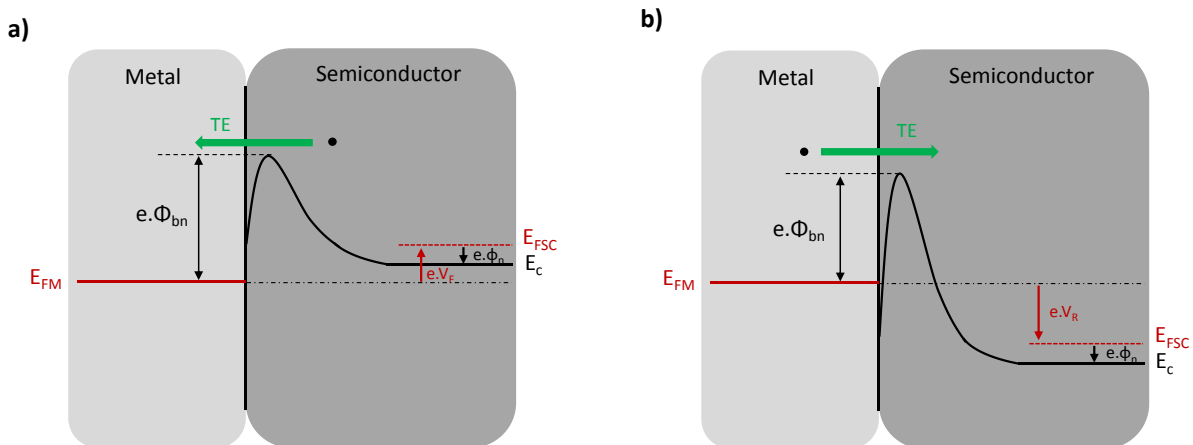 a)
Metal
Semiconductor
TE
e.Φbn
EFSC
e.ϕn
Ec
EFM
e.VF
b)
Metal
Semiconductor
TE
e.Φbn
EFM
e.VR
EFSC
e.ϕn
Ec